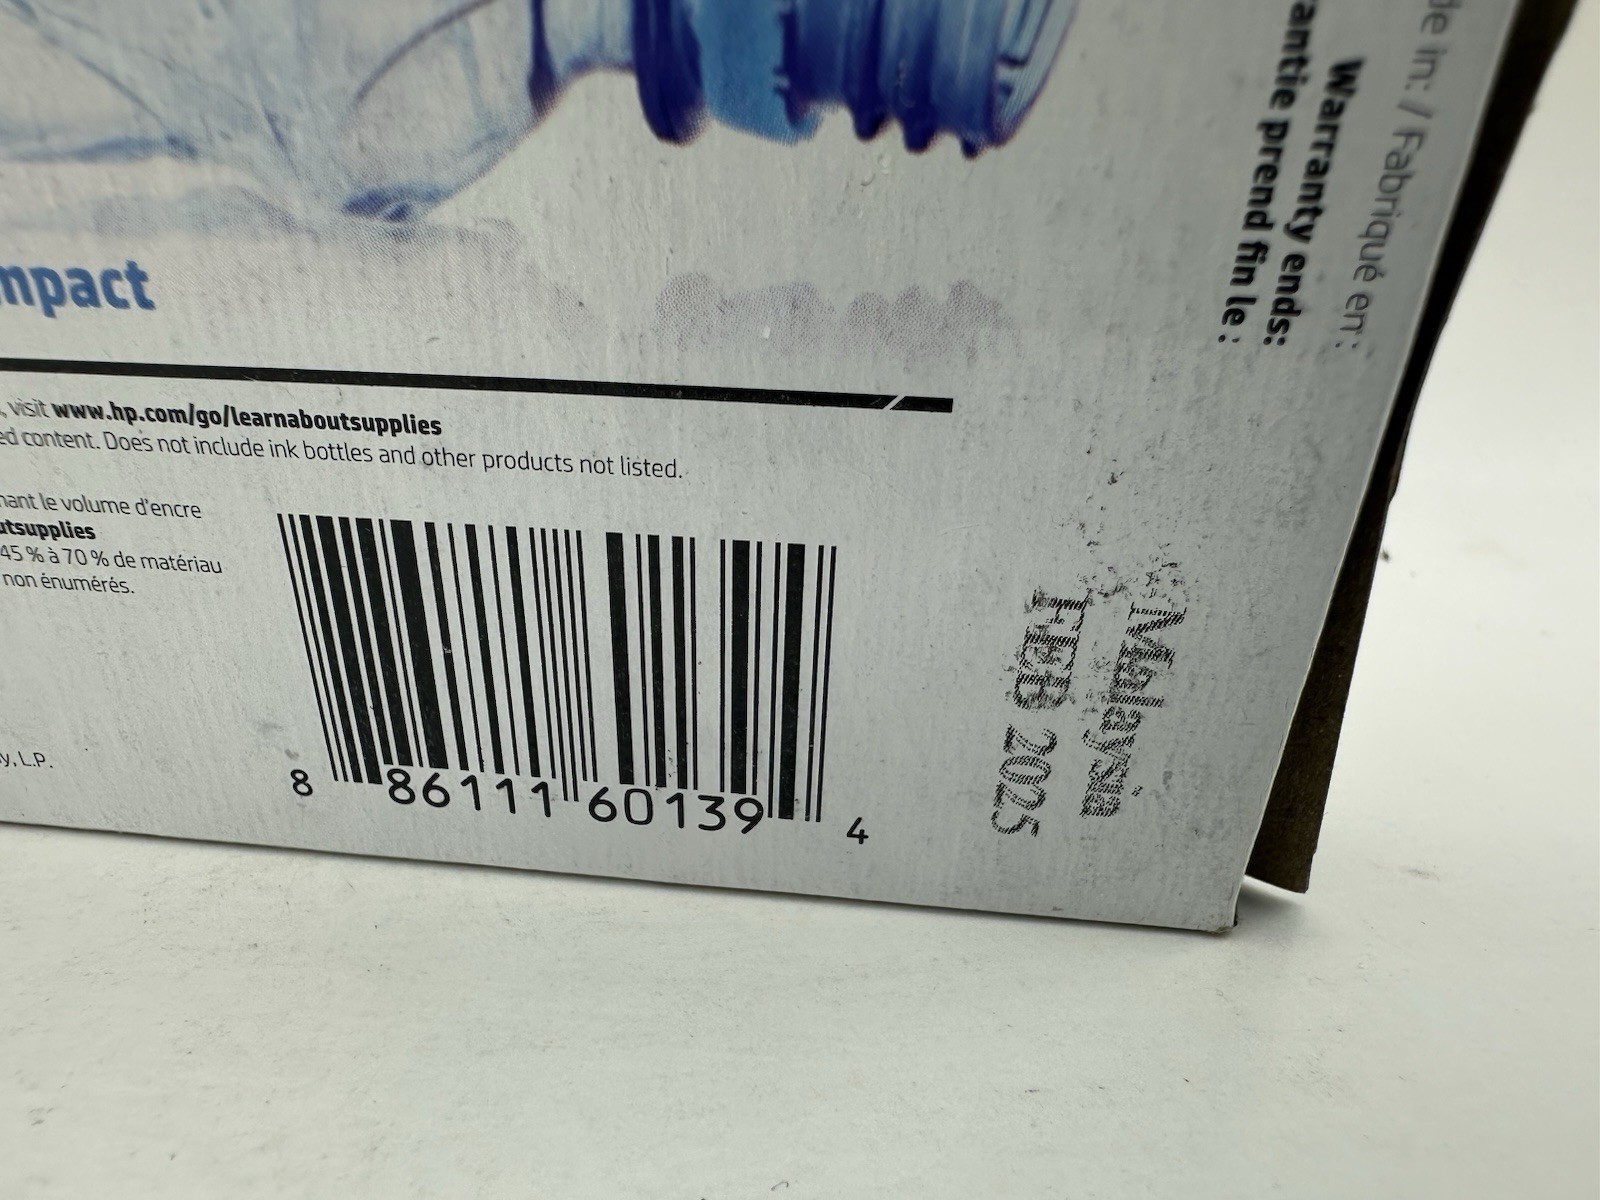 mpact
, visit www.hp.com/go/learnaboutsupplies
ed content. Does not include ink bottles and other products not listed.
nant le volume d'encre
utsupplies
45 % à 70 % de matériau
non énumérés.
y, L.P.
8 86111 60139 4
de in: / Fabriqué en :
Warranty ends:
antie prend fin le :
Malaysia
FEB 2025